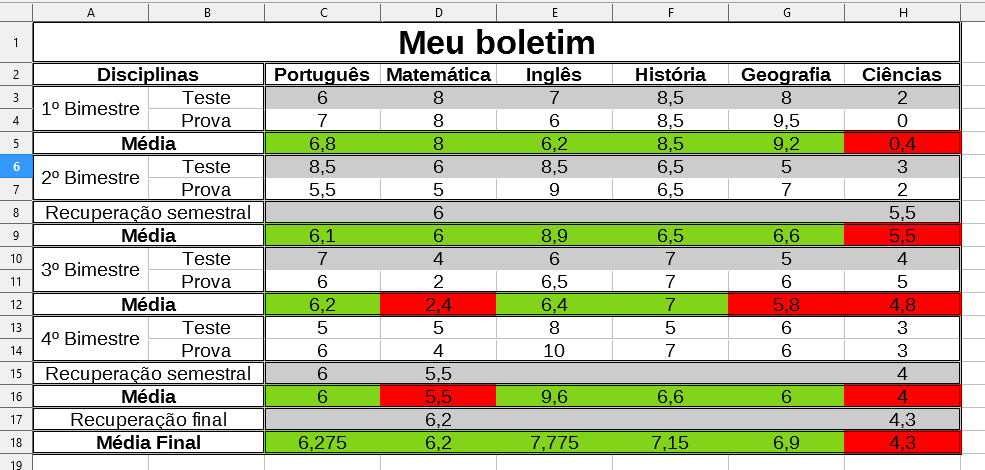 A B C D E F G H
1 Meu boletim
2 Disciplinas Português Matemática Inglês História Geografia Ciências
3 1º Bimestre Teste 6 8 7 8,5 8 2
4 Prova 7 8 6 8,5 9,5 0
5 Média 6,8 8 6,2 8,5 9,2 0,4
6 2º Bimestre Teste 8,5 6 8,5 6,5 5 3
7 Prova 5,5 5 9 6,5 7 2
8 Recuperação semestral 6 5,5
9 Média 6,1 6 8,9 6,5 6,6 5,5
10 3º Bimestre Teste 7 4 6 7 5 4
11 Prova 6 2 6,5 7 6 5
12 Média 6,2 2,4 6,4 7 5,8 4,8
13 4º Bimestre Teste 5 5 8 5 6 3
14 Prova 6 4 10 7 6 3
15 Recuperação semestral 6 5,5 4
16 Média 6 5,5 9,6 6,6 6 4
17 Recuperação final 6,2 4,3
18 Média Final 6,275 6,2 7,775 7,15 6,9 4,3
19